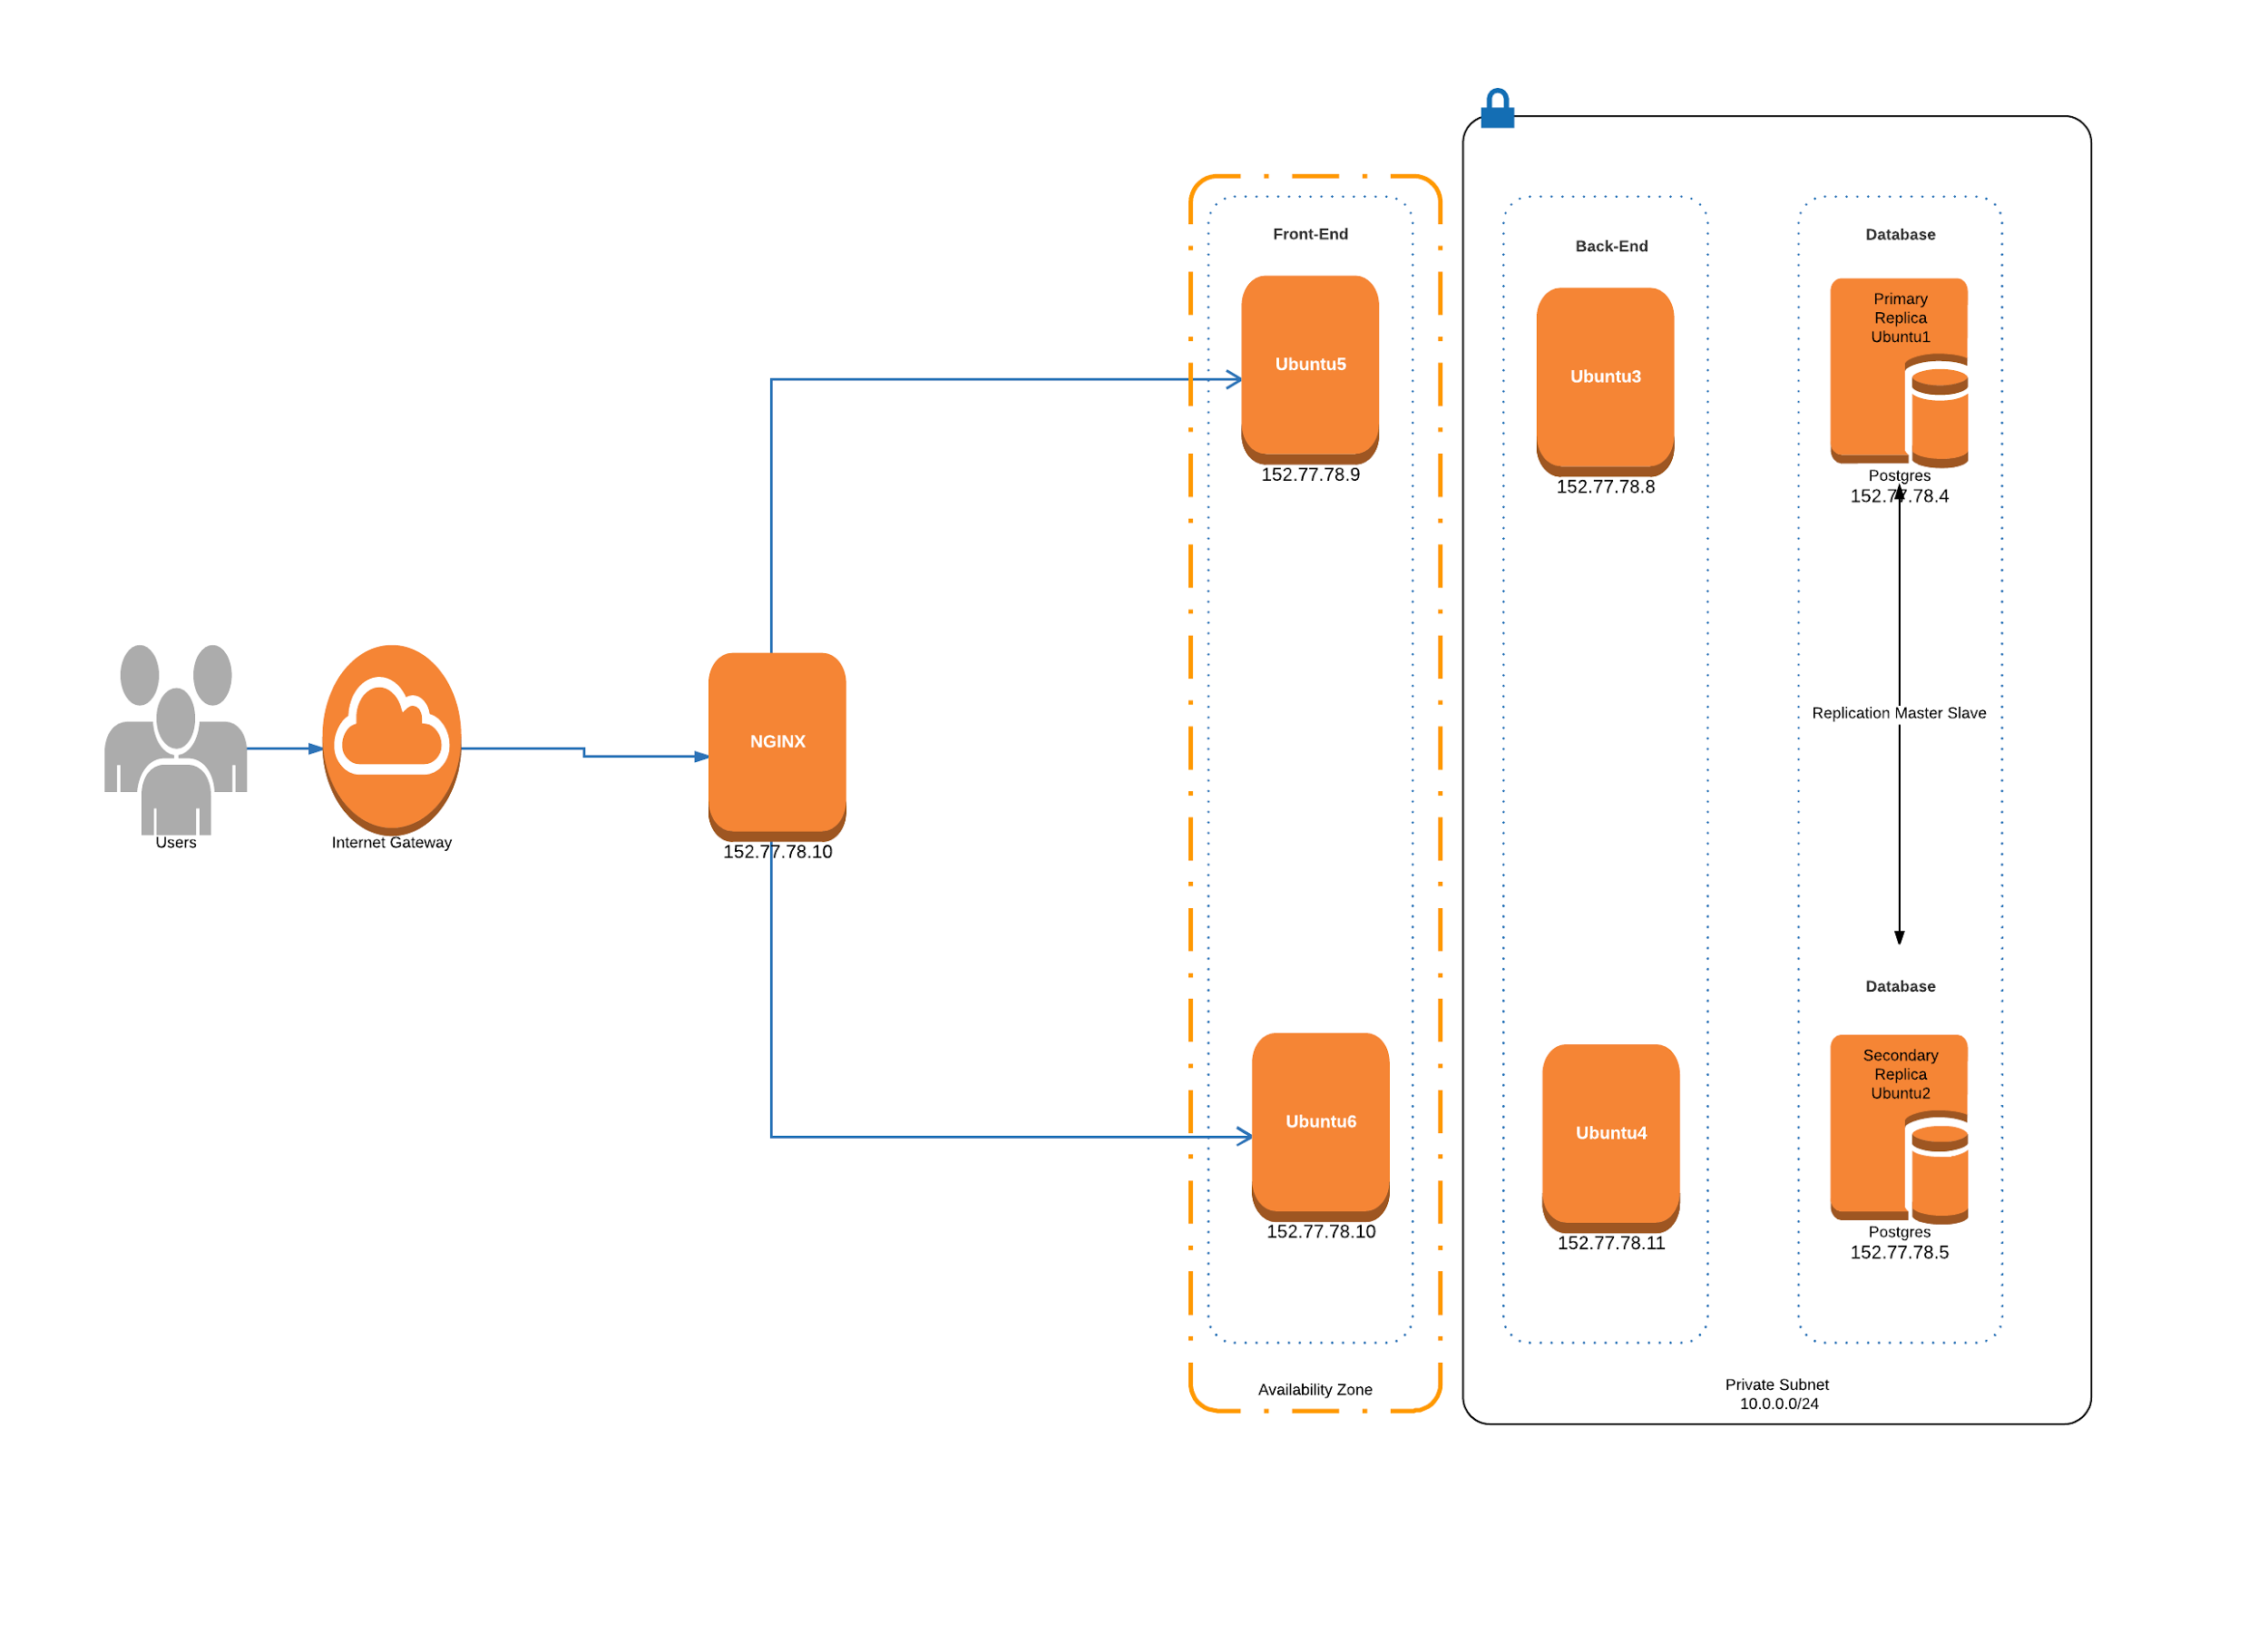 Front-End
Back-End
Database
Primary
Replica
Ubuntu1
Ubuntu5
Ubuntu3
152.77.78.9
152.77.78.8
Postgres
152.77.78.4
Replication Master Slave
NGINX
Users
Internet Gateway
152.77.78.10
Database
Secondary
Replica
Ubuntu2
Ubuntu6
Ubuntu4
152.77.78.10
152.77.78.11
Postgres
152.77.78.5
Availability Zone
Private Subnet
10.0.0.0/24